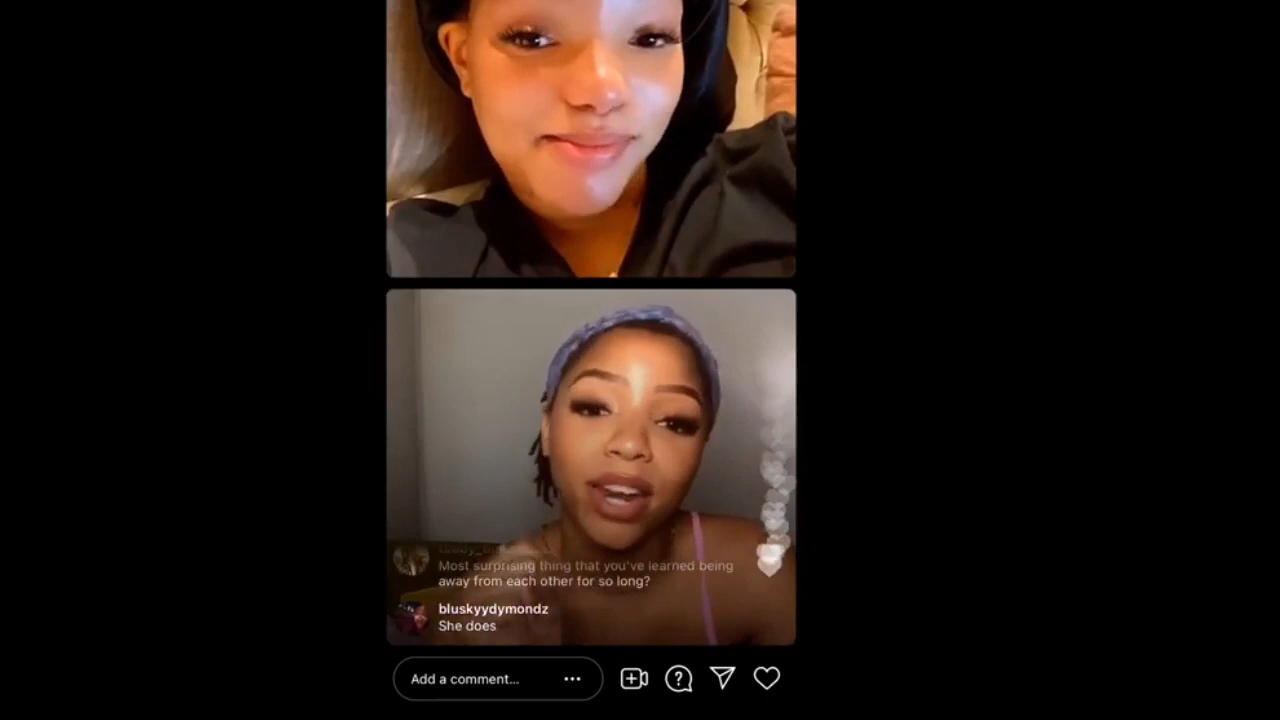 Most surprising thing that you've learned being
away from each other for so long?
bluskyydymondz
She does
Add a comment...